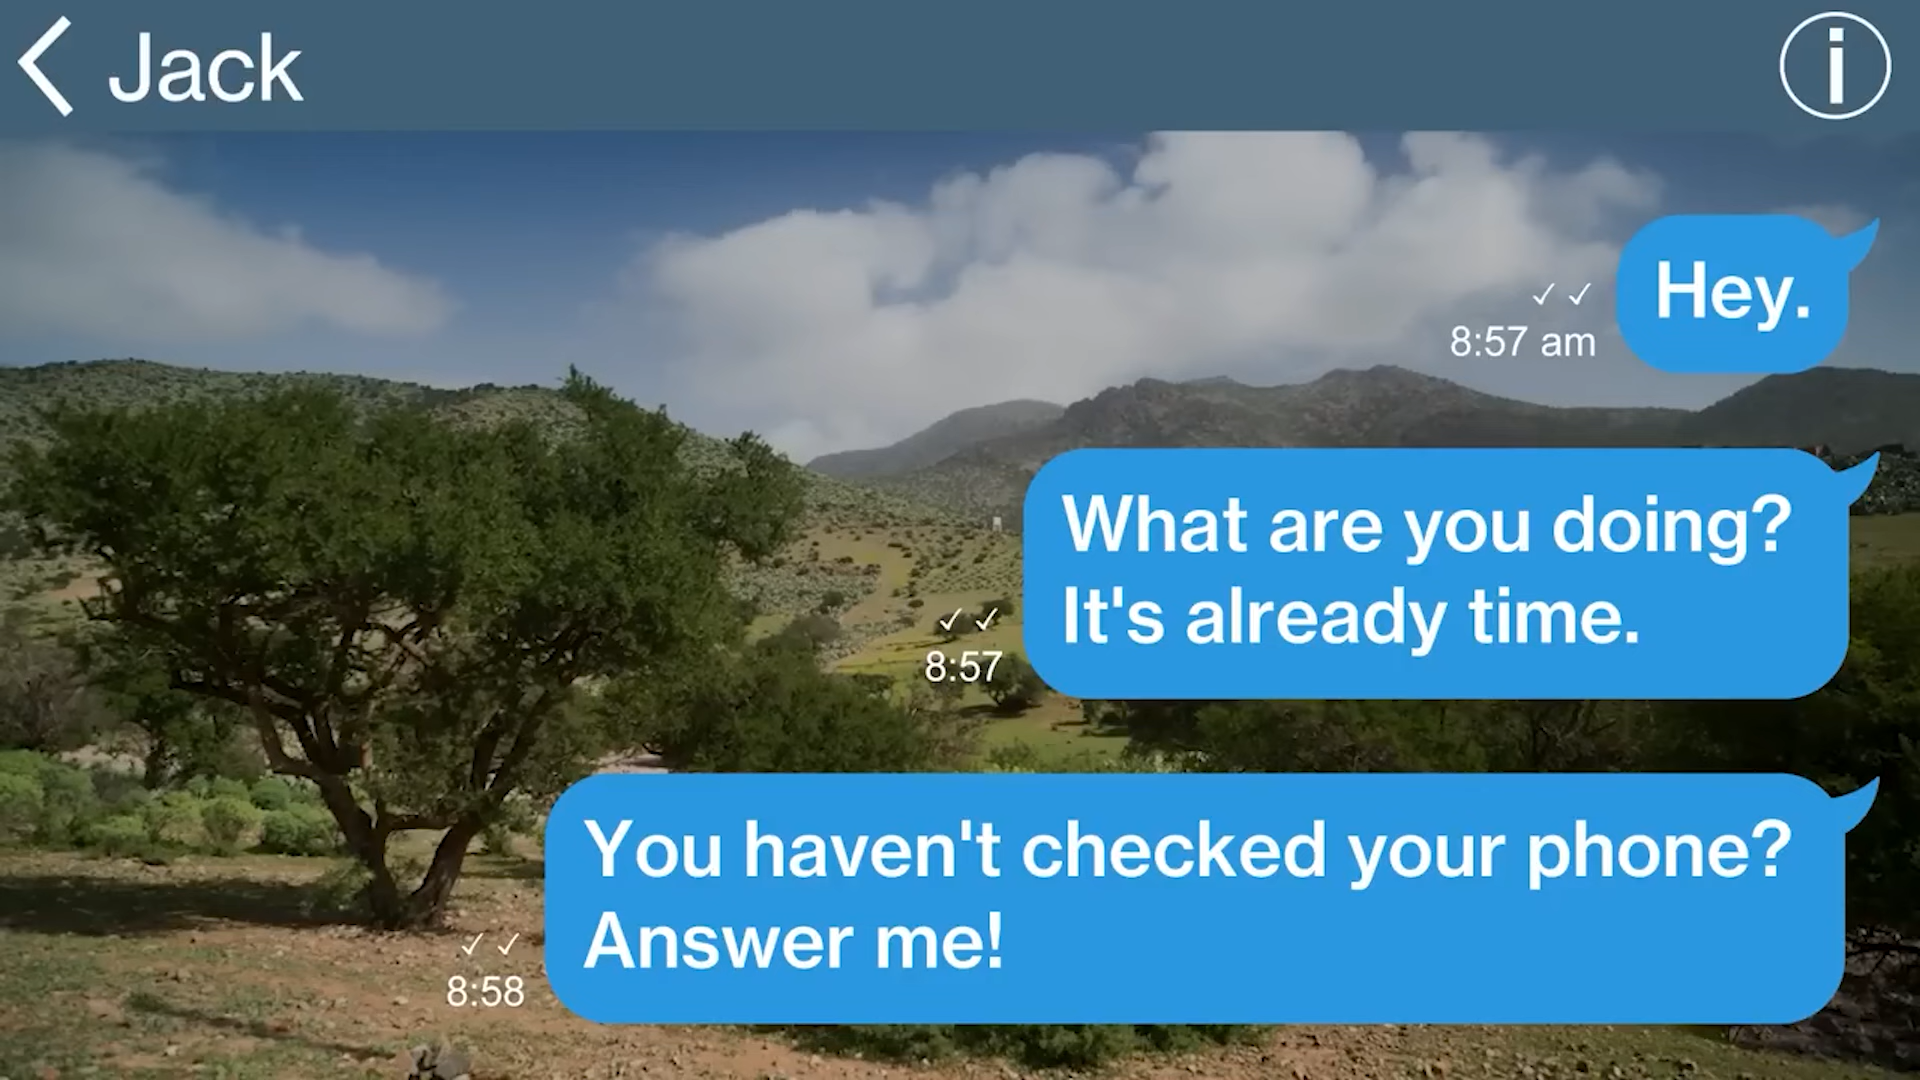 Jack
Hey.
8:57 am
What are you doing?
It's already time.
8:57
You haven't checked your phone?
Answer me!
8:58